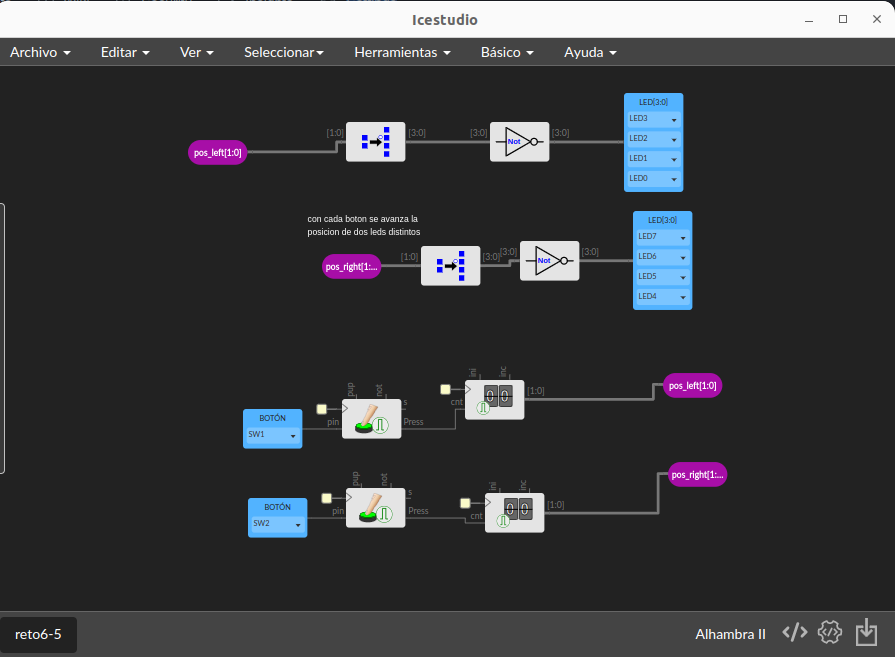 Icestudio
Archivo Editar Ver Seleccionar Herramientas Básico Ayuda
pos_left[1:0]
[1:0]
[3:0]
[3:0]
Not
[3:0]
LED[3:0]
LED3
LED2
LED1
LED0
con cada boton se avanza la
posicion de dos leds distintos
pos_right[1:...
[1:0]
[3:0]
[3:0]
Not
[3:0]
LED[3:0]
LED7
LED6
LED5
LED4
BOTÓN
SW1
pin
pup
not
s
Press
cnt
ini
inc
0 0
[1:0]
pos_left[1:0]
BOTÓN
SW2
pin
pup
not
s
Press
cnt
ini
inc
0 0
[1:0]
pos_right[1:...
reto6-5
Alhambra II